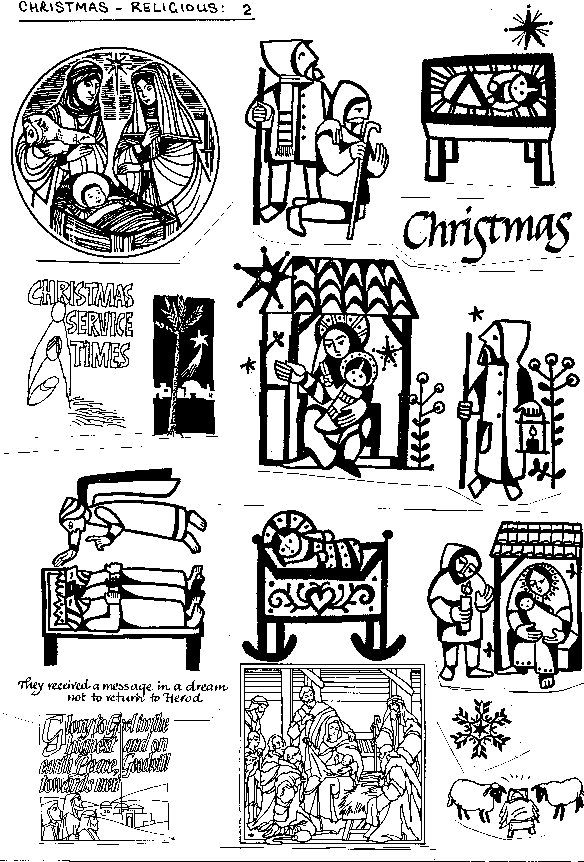 CHRISTMAS - RELIGIOUS: 2
Christmas
CHRISTMAS
SERVICE
TIMES
They received a message in a dream
not to return to Herod
Glory to God in the
highest and on
earth Peace, Goodwill
towards men